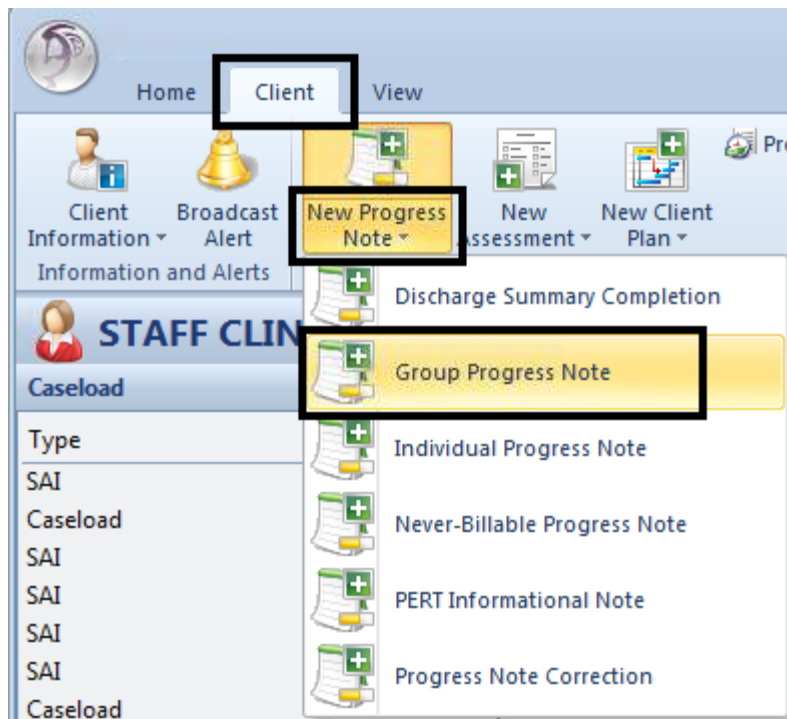 Home Client View
Client Information
Broadcast Alert
New Progress Note
New
New Client Plan
Information and Alerts
Discharge Summary Completion
STAFF
Group Progress Note
Caseload
Type
Individual Progress Note
SAI
Caseload
Never-Billable Progress Note
SAI
SAI
PERT Informational Note
SAI
SAI
Progress Note Correction
Caseload